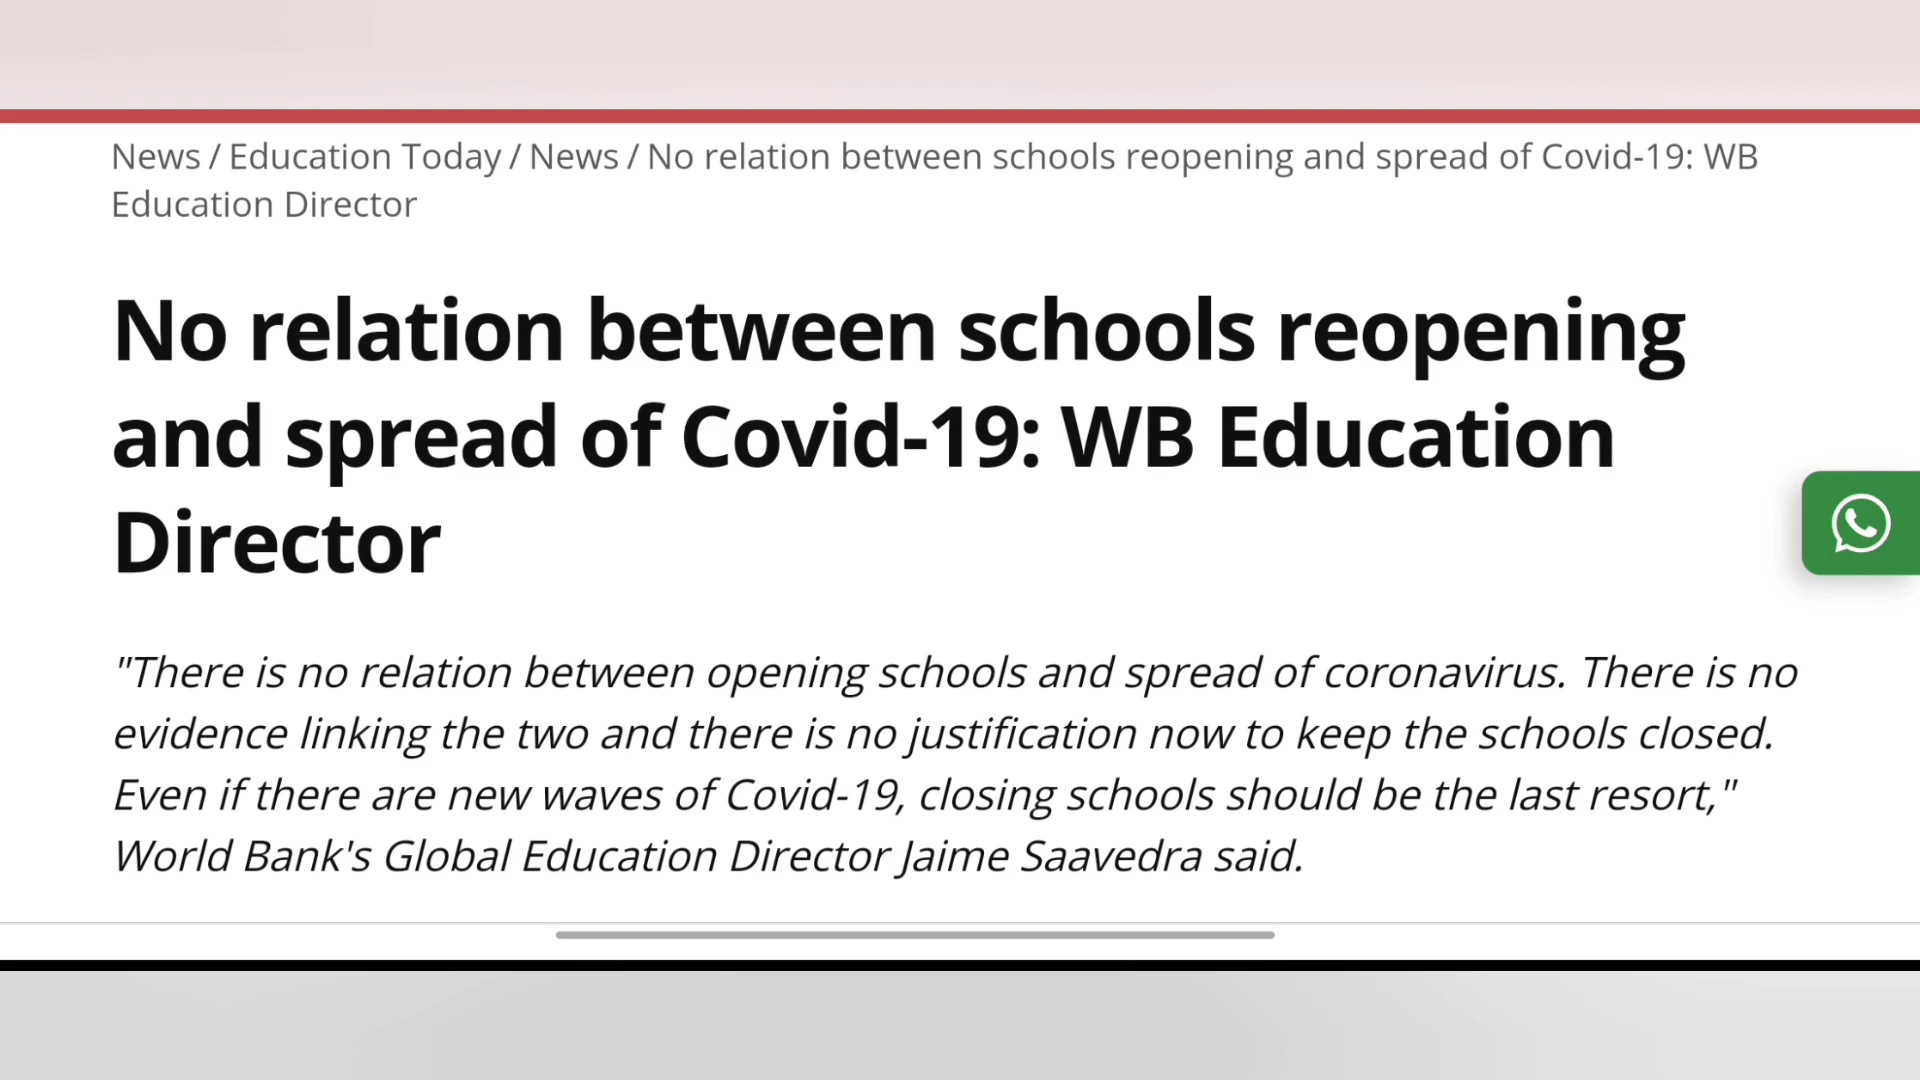 News / Education Today / News / No relation between schools reopening and spread of Covid-19: WB
Education Director
No relation between schools reopening
and spread of Covid-19: WB Education
Director
"There is no relation between opening schools and spread of coronavirus. There is no
evidence linking the two and there is no justification now to keep the schools closed.
Even if there are new waves of Covid-19, closing schools should be the last resort,"
World Bank's Global Education Director Jaime Saavedra said.